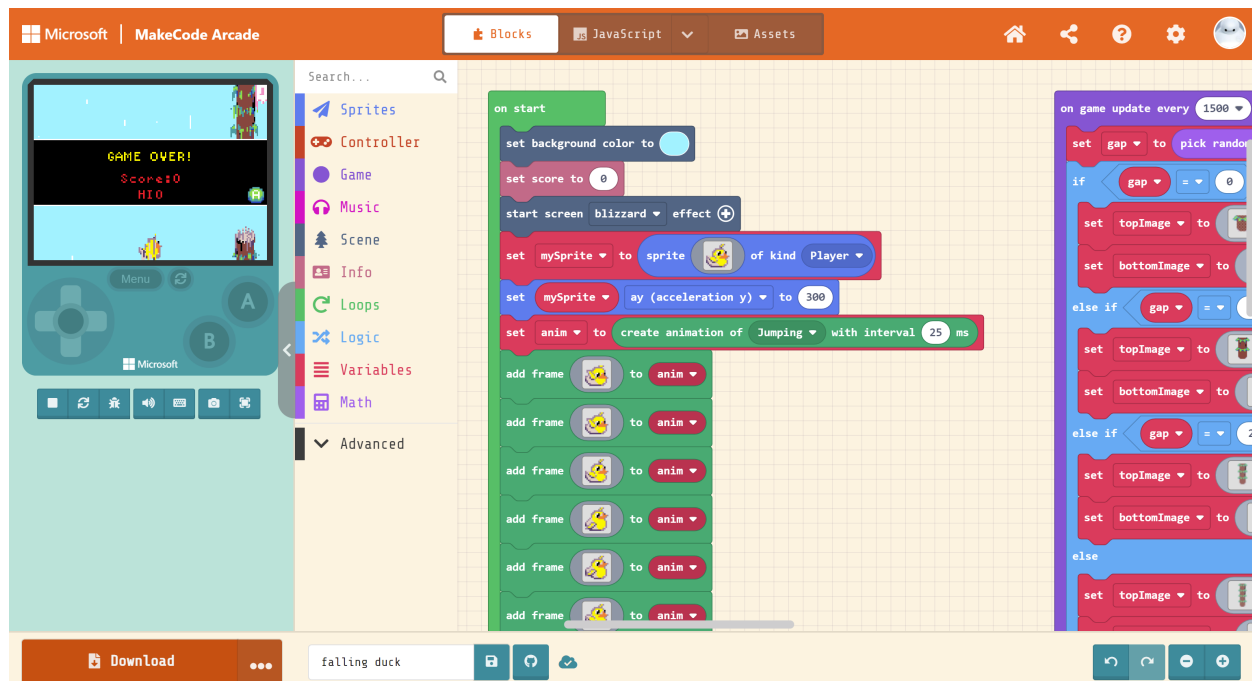 Microsoft | MakeCode Arcade
Blocks
JS JavaScript
Assets
GAME OVER!
Score:0
HI0
A
Menu
A
B
Microsoft
Search...
Sprites
Controller
Game
Music
Scene
Info
Loops
Logic
Variables
Math
Advanced
on start
set background color to
set score to 0
start screen blizzard effect
set mySprite to sprite of kind Player
set mySprite ay (acceleration y) to 300
set anim to create animation of Jumping with interval 25 ms
add frame to anim
add frame to anim
add frame to anim
add frame to anim
add frame to anim
add frame to anim
on game update every 1500
set gap to pick random
if gap = 0
set topImage to
set bottomImage to
else if gap =
set topImage to
set bottomImage to
else if gap = 2
set topImage to
set bottomImage to
else
set topImage to
Download
falling duck